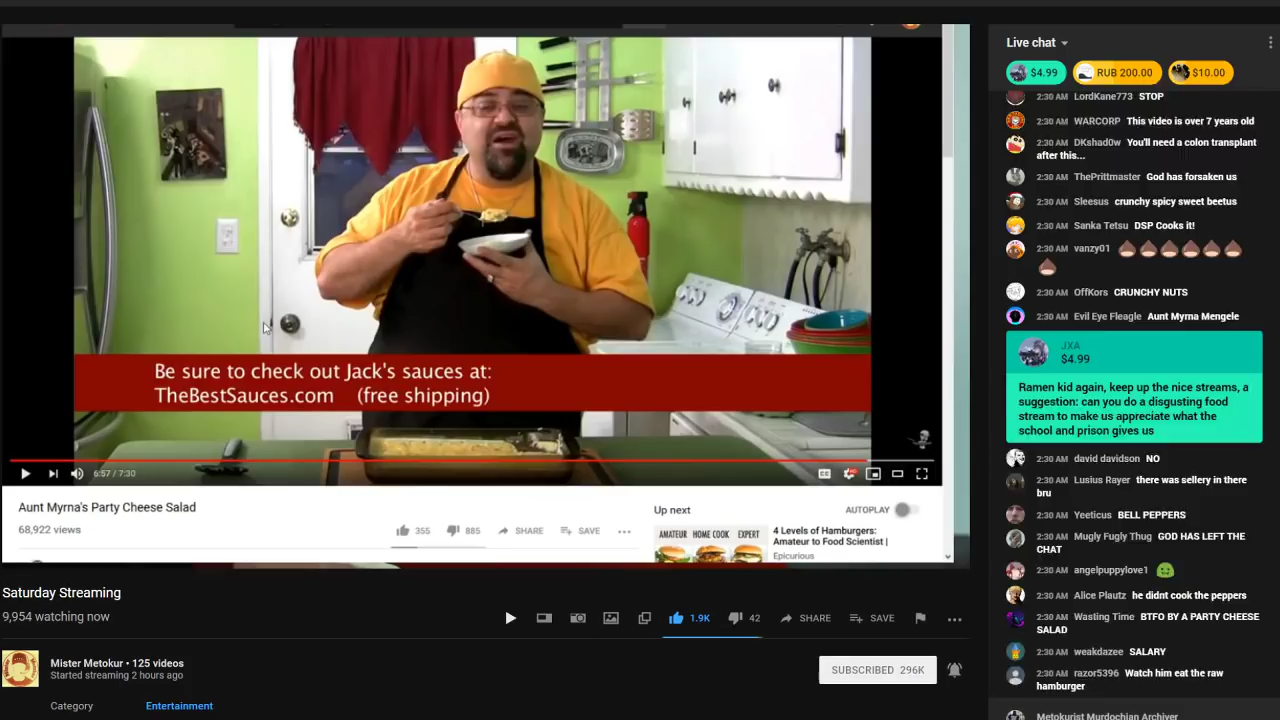 Be sure to check out Jack's sauces at:
TheBestSauces.com (free shipping)
6:57 / 7:30
CC
HD
Aunt Myrna's Party Cheese Salad
68,922 views
355
885
SHARE
SAVE
Up next
AUTOPLAY
AMATEUR HOME COOK EXPERT
4 Levels of Hamburgers:
Amateur to Food Scientist |
Epicurious
Saturday Streaming
9,954 watching now
1.9K
42
SHARE
SAVE
Mister Metokur • 125 videos
Started streaming 2 hours ago
SUBSCRIBED 296K
Category
Entertainment
Live chat
$4.99
RUB 200.00
$10.00
2:30 AM LordKane773 STOP
2:30 AM WARCORP This video is over 7 years old
2:30 AM DKshad0w You'll need a colon transplant
after this...
2:30 AM ThePrittmaster God has forsaken us
2:30 AM Sleesus crunchy spicy sweet beetus
2:30 AM Sanka Tetsu DSP Cooks it!
2:30 AM vanzy01
2:30 AM OffKors CRUNCHY NUTS
2:30 AM Evil Eye Fleagle Aunt Myrna Mengele
JXA
$4.99
Ramen kid again, keep up the nice streams, a
suggestion: can you do a disgusting food
stream to make us appreciate what the
school and prison gives us
2:30 AM david davidson NO
2:30 AM Lusius Rayer there was sellery in there
bru
2:30 AM Yeeticus BELL PEPPERS
2:30 AM Mugly Fugly Thug GOD HAS LEFT THE
CHAT
2:30 AM angelpuppylove1
2:30 AM Alice Plautz he didnt cook the peppers
2:30 AM Wasting Time BTFO BY A PARTY CHEESE
SALAD
2:30 AM weakdazee SALARY
2:30 AM razor5396 Watch him eat the raw
hamburger
Metokurist Murdochian Archiver